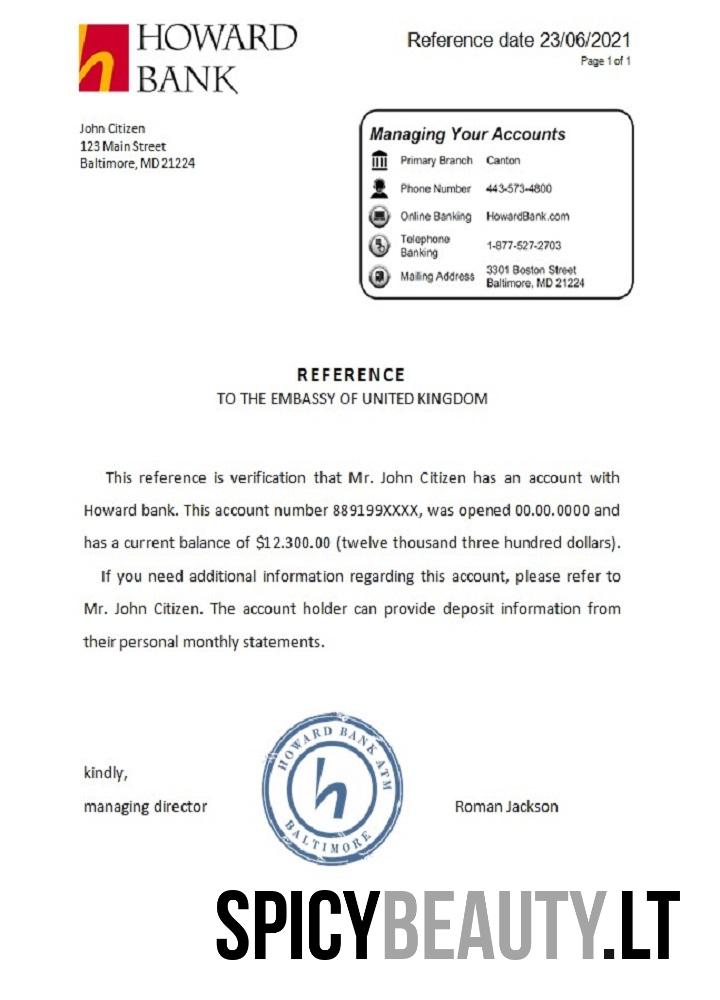 HOWARD
BANK
Reference date 23/06/2021
Page 1 of 1
John Citizen
123 Main Street
Baltimore, MD 21224
Managing Your Accounts
Primary Branch Canton
Phone Number 443-573-4800
Online Banking HowardBank.com
Telephone
Banking 1-877-527-2703
Mailing Address 3301 Boston Street
Baltimore, MD 21224
REFERENCE
TO THE EMBASSY OF UNITED KINGDOM
This reference is verification that Mr. John Citizen has an account with
Howard bank. This account number 889199XXXX, was opened 00.00.0000 and
has a current balance of $12.300.00 (twelve thousand three hundred dollars).
If you need additional information regarding this account, please refer to
Mr. John Citizen. The account holder can provide deposit information from
their personal monthly statements.
HOWARD BANK ATM
h
BALTIMORE
kindly,
managing director
Roman Jackson
SPICYBEAUTY.LT